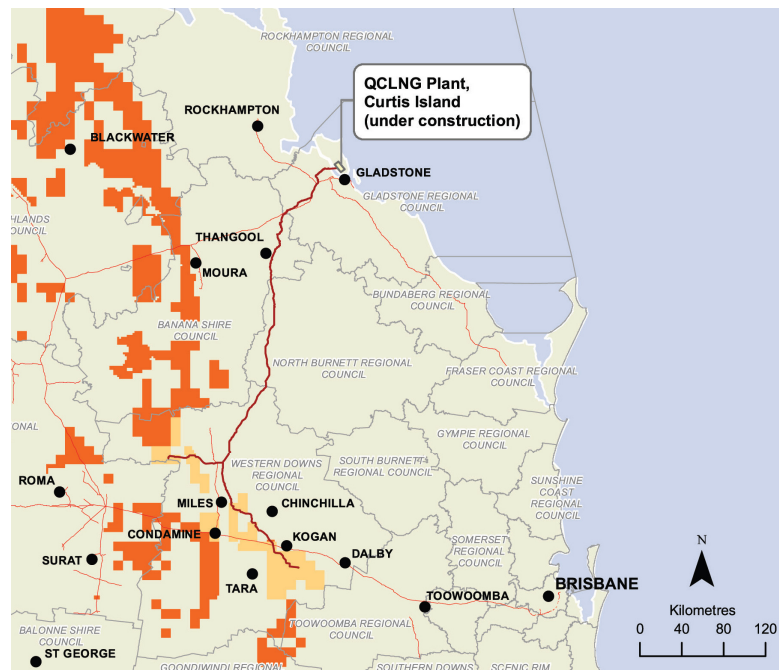 ROCKHAMPTON REGIONAL
COUNCIL
QCLNG Plant,
Curtis Island
(under construction)
ROCKHAMPTON
BLACKWATER
GLADSTONE
GLADSTONE REGIONAL
COUNCIL
HLANDS
COUNCIL
THANGOOL
MOURA
BUNDABERG REGIONAL
COUNCIL
BANANA SHIRE
COUNCIL
NORTH BURNETT REGIONAL
COUNCIL
FRASER COAST REGIONAL
COUNCIL
ONAL
GYMPIE REGIONAL
COUNCIL
WESTERN DOWNS
REGIONAL
COUNCIL
SOUTH BURNETT
REGIONAL COUNCIL
SUNSHINE
COAST
REGIONAL
COUNCIL
ROMA
MILES
CHINCHILLA
CONDAMINE
KOGAN
SOMERSET
REGIONAL
COUNCIL
SURAT
DALBY
TARA
BRISBANE
TOOWOOMBA
N
Kilometres
0 40 80 120
BALONNE SHIRE
COUNCIL
TOOWOOMBA REGIONAL
COUNCIL
ST GEORGE
GOONDIWINDI REGIONAL
SOUTHERN DOWNS
SCENIC RIM